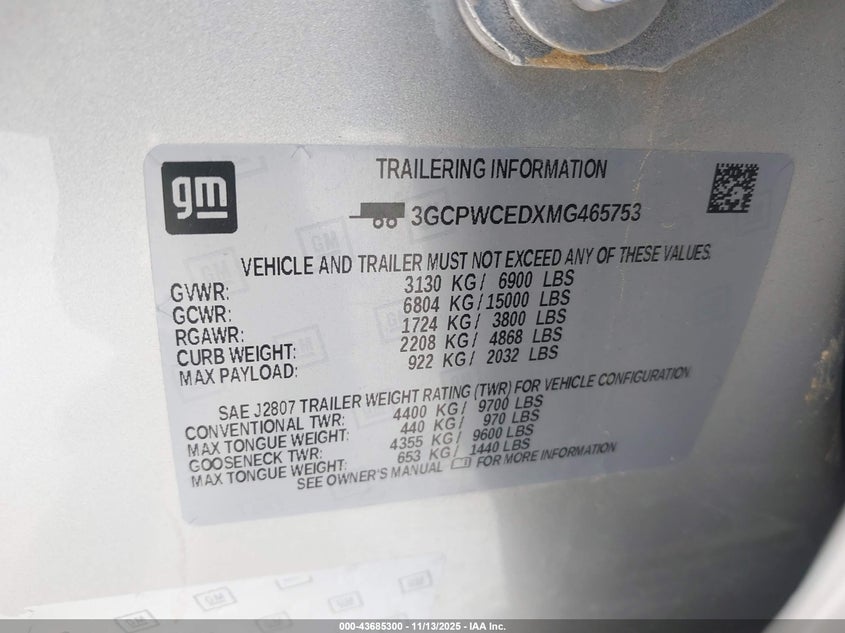 gm
TRAILERING INFORMATION
3GCPWCEDXMG465753
VEHICLE AND TRAILER MUST NOT EXCEED ANY OF THESE VALUES.
GVWR: 3130 KG/ 6900 LBS
GCWR: 6804 KG/15000 LBS
RGAWR: 1724 KG/ 3800 LBS
CURB WEIGHT: 2208 KG/ 4868 LBS
MAX PAYLOAD: 922 KG/ 2032 LBS
SAE J2807 TRAILER WEIGHT RATING (TWR) FOR VEHICLE CONFIGURATION
CONVENTIONAL TWR: 4400 KG/ 9700 LBS
MAX TONGUE WEIGHT: 440 KG/ 970 LBS
GOOSENECK TWR: 4355 KG/ 9600 LBS
MAX TONGUE WEIGHT: 653 KG/ 1440 LBS
SEE OWNER'S MANUAL FOR MORE INFORMATION
000-43685300 - 11/13/2025 - IAA Inc.